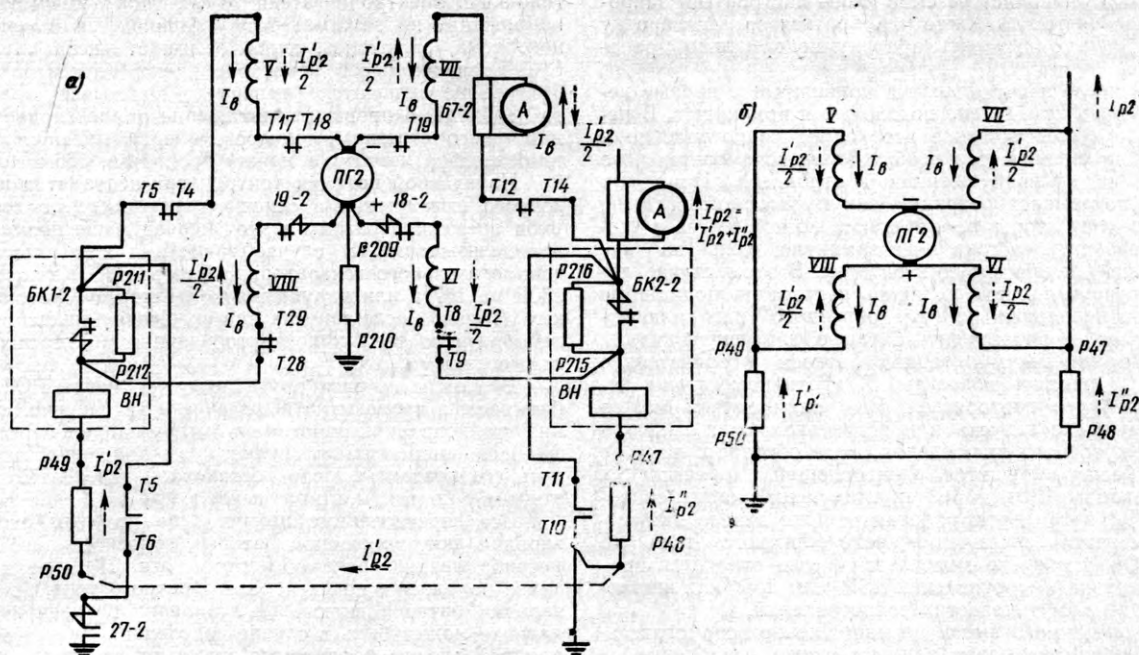 а)
Iв
V
I'р2/2
I'р2/2
Iв
VII
Б7-2
А
Iв
Iр2/2
Т17 Т18
Т19
ПГ2
Т5 Т4
Т12 Т14
А
Iр2=
I'р2+I"р2
19-2
+ 18-2
Р209
Р211
БК1-2
Р212
I'р2/2
VIII
Iв
Т29
Т28
Р210
VI
Iв
Iр2/2
Т8
Т9
Р216
БК2-2
Р215
ВН
ВН
Р49
I'р2
Т5
Т6
Р50
27-2
I'р2
Р47
Т11
Т10
I"р2
Р48
б)
Iр2
V
VII
I'р2/2
Iв
Iв
I'р2/2
ПГ2
+
VIII
VI
I'р2/2
Iв
Iв
Iр2/2
Р49
Р47
I'р
I"р2
Р50
Р48